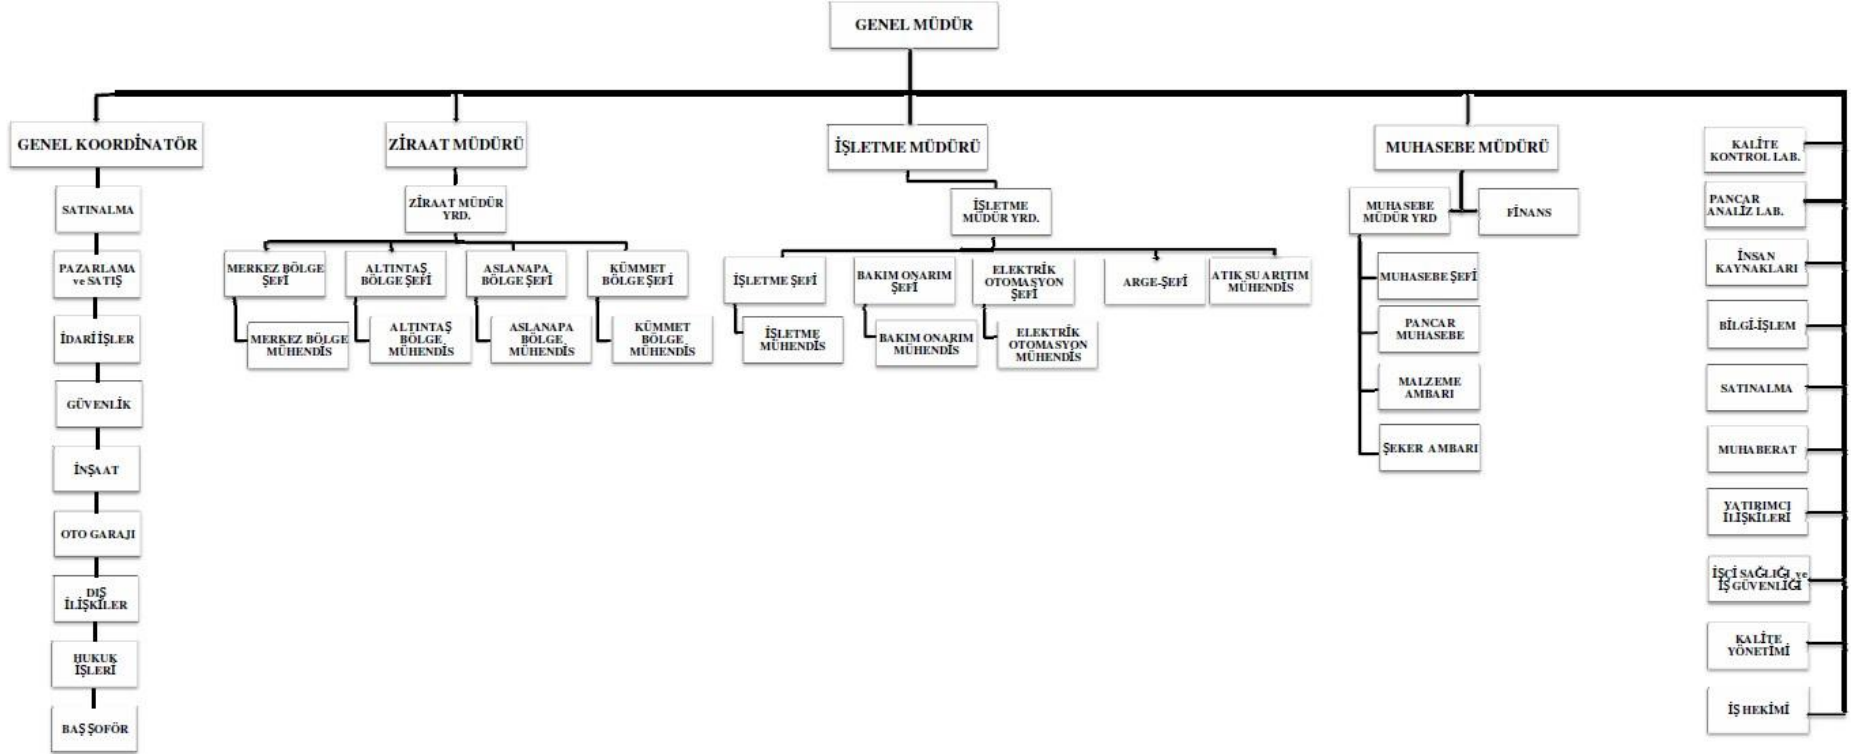 GENEL MÜDÜR
GENEL KOORDİNATÖR
SATINALMA
PAZARLAMA
ve SATIŞ
İDARİ İŞLER
GÜVENLİK
İNŞAAT
OTO GARAJI
DIŞ
İLİŞKİLER
HUKUK
İŞLERİ
BAŞ ŞOFÖR
ZİRAAT MÜDÜRÜ
ZİRAAT MÜDÜR
YRD.
MERKEZ BÖLGE
ŞEFİ
MERKEZ BÖLGE
MÜHENDİS
ALTINTAŞ
BÖLGE ŞEFİ
ALTINTAŞ
BÖLGE
MÜHENDİS
ASLANAPA
BÖLGE ŞEFİ
ASLANAPA
BÖLGE
MÜHENDİS
KÜMMET
BÖLGE ŞEFİ
KÜMMET
BÖLGE
MÜHENDİS
İŞLETME MÜDÜRÜ
İŞLETME
MÜDÜR YRD.
İŞLETME ŞEFİ
İŞLETME
MÜHENDİS
BAKIM ONARIM
ŞEFİ
BAKIM ONARIM
MÜHENDİS
ELEKTRİK
OTOMASYON
ŞEFİ
ELEKTRİK
OTOMASYON
MÜHENDİS
ARGE-ŞEFİ
ATIK SU ARITIM
MÜHENDİS
MUHASEBE MÜDÜRÜ
MUHASEBE
MÜDÜR YRD
FİNANS
MUHASEBE ŞEFİ
PANCAR
MUHASEBE
MALZEME
AMBARI
ŞEKER AMBARI
KALİTE
KONTROL LAB.
PANCAR
ANALİZ LAB.
İNSAN
KAYNAKLARI
BİLGİ-İŞLEM
SATINALMA
MUHABERAT
YATIRIMCI
İLİŞKİLERİ
İŞÇİ SAĞLIĞI ve
İŞ GÜVENLİĞİ
KALİTE
YÖNETİMİ
İŞ HEKİMİ